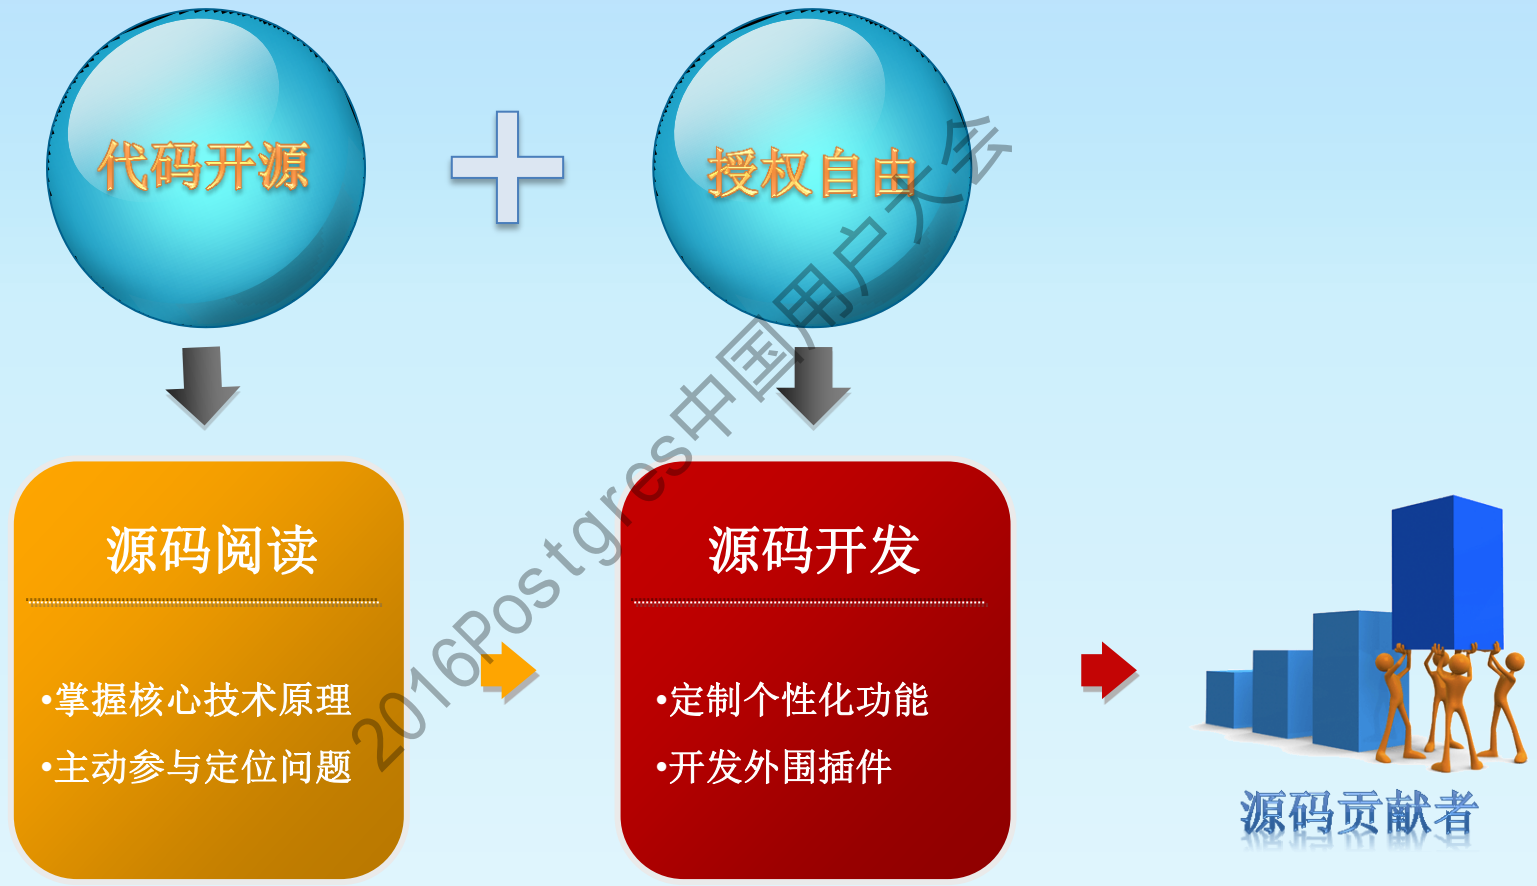 代码开源
授权自由
源码阅读
•掌握核心技术原理
•主动参与定位问题
源码开发
•定制个性化功能
•开发外围插件
源码贡献者
2016Postgres中国用户大会